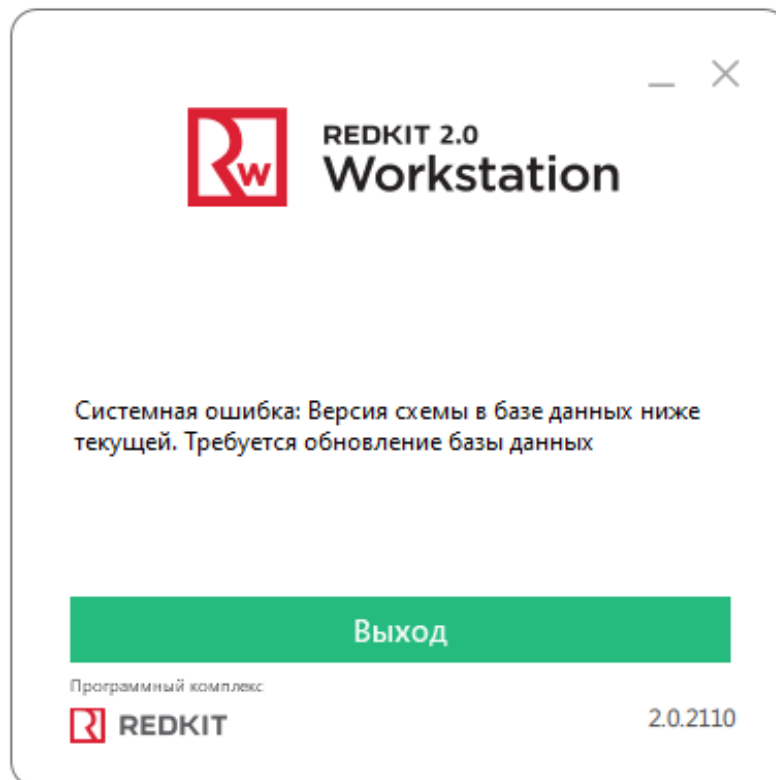 REDKIT 2.0
Rw
Workstation
Системная ошибка: Версия схемы в базе данных ниже
текущей. Требуется обновление базы данных
Выход
Программный комплекс
REDKIT
2.0.2110